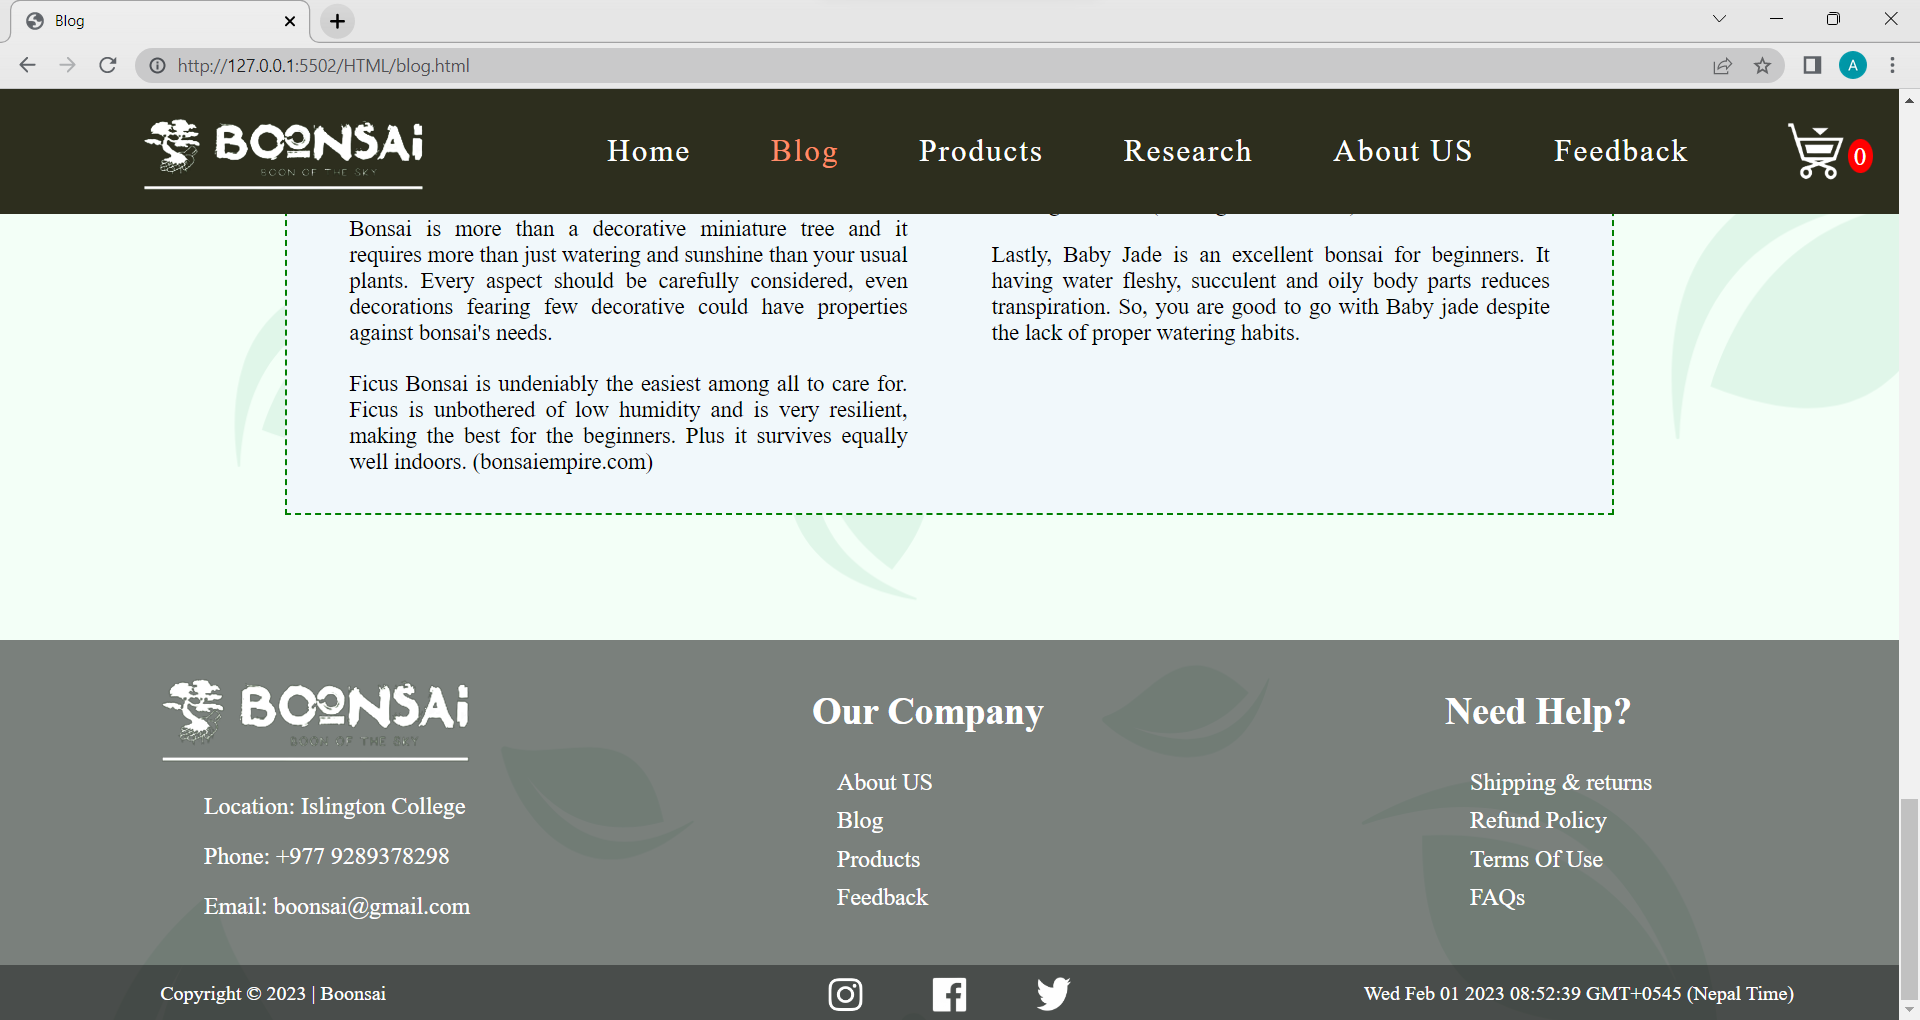 Blog
http://127.0.0.1:5502/HTML/blog.html
A
BOONSAi
BOON OF THE SKY
Home
Blog
Products
Research
About US
Feedback
0
Bonsai is more than a decorative miniature tree and it
requires more than just watering and sunshine than your usual
plants. Every aspect should be carefully considered, even
decorations fearing few decorative could have properties
against bonsai's needs.
Ficus Bonsai is undeniably the easiest among all to care for.
Ficus is unbothered of low humidity and is very resilient,
making the best for the beginners. Plus it survives equally
well indoors. (bonsaiempire.com)
Lastly, Baby Jade is an excellent bonsai for beginners. It
having water fleshy, succulent and oily body parts reduces
transpiration. So, you are good to go with Baby jade despite
the lack of proper watering habits.
BOONSAi
BOON OF THE SKY
Location: Islington College
Phone: +977 9289378298
Email: boonsai@gmail.com
Our Company
About US
Blog
Products
Feedback
Need Help?
Shipping & returns
Refund Policy
Terms Of Use
FAQs
Copyright © 2023 | Boonsai
Wed Feb 01 2023 08:52:39 GMT+0545 (Nepal Time)